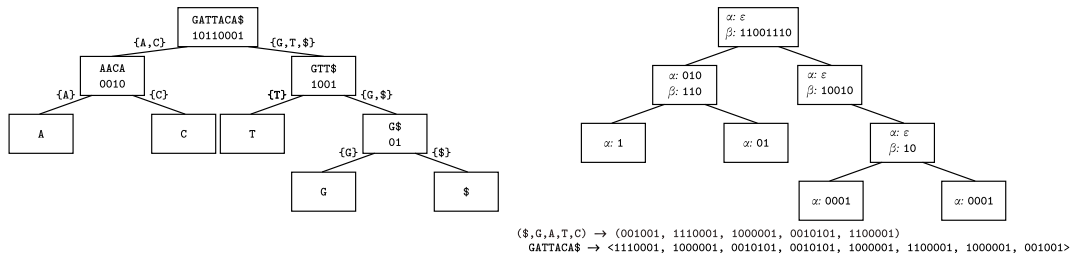 GATTACA$
10110001
{A,C}
{G,T,$}
AACA
0010
GTT$
1001
{A}
{C}
{T}
{G,$}
A
C
T
G$
01
{G}
{$}
G
$
α: ε
β: 11001110
α: 010
β: 110
α: ε
β: 10010
α: 1
α: 01
α: ε
β: 10
α: 0001
α: 0001
($,G,A,T,C) → (001001, 1110001, 1000001, 0010101, 1100001)
GATTACA$ → <1110001, 1000001, 0010101, 0010101, 1000001, 1100001, 1000001, 001001>